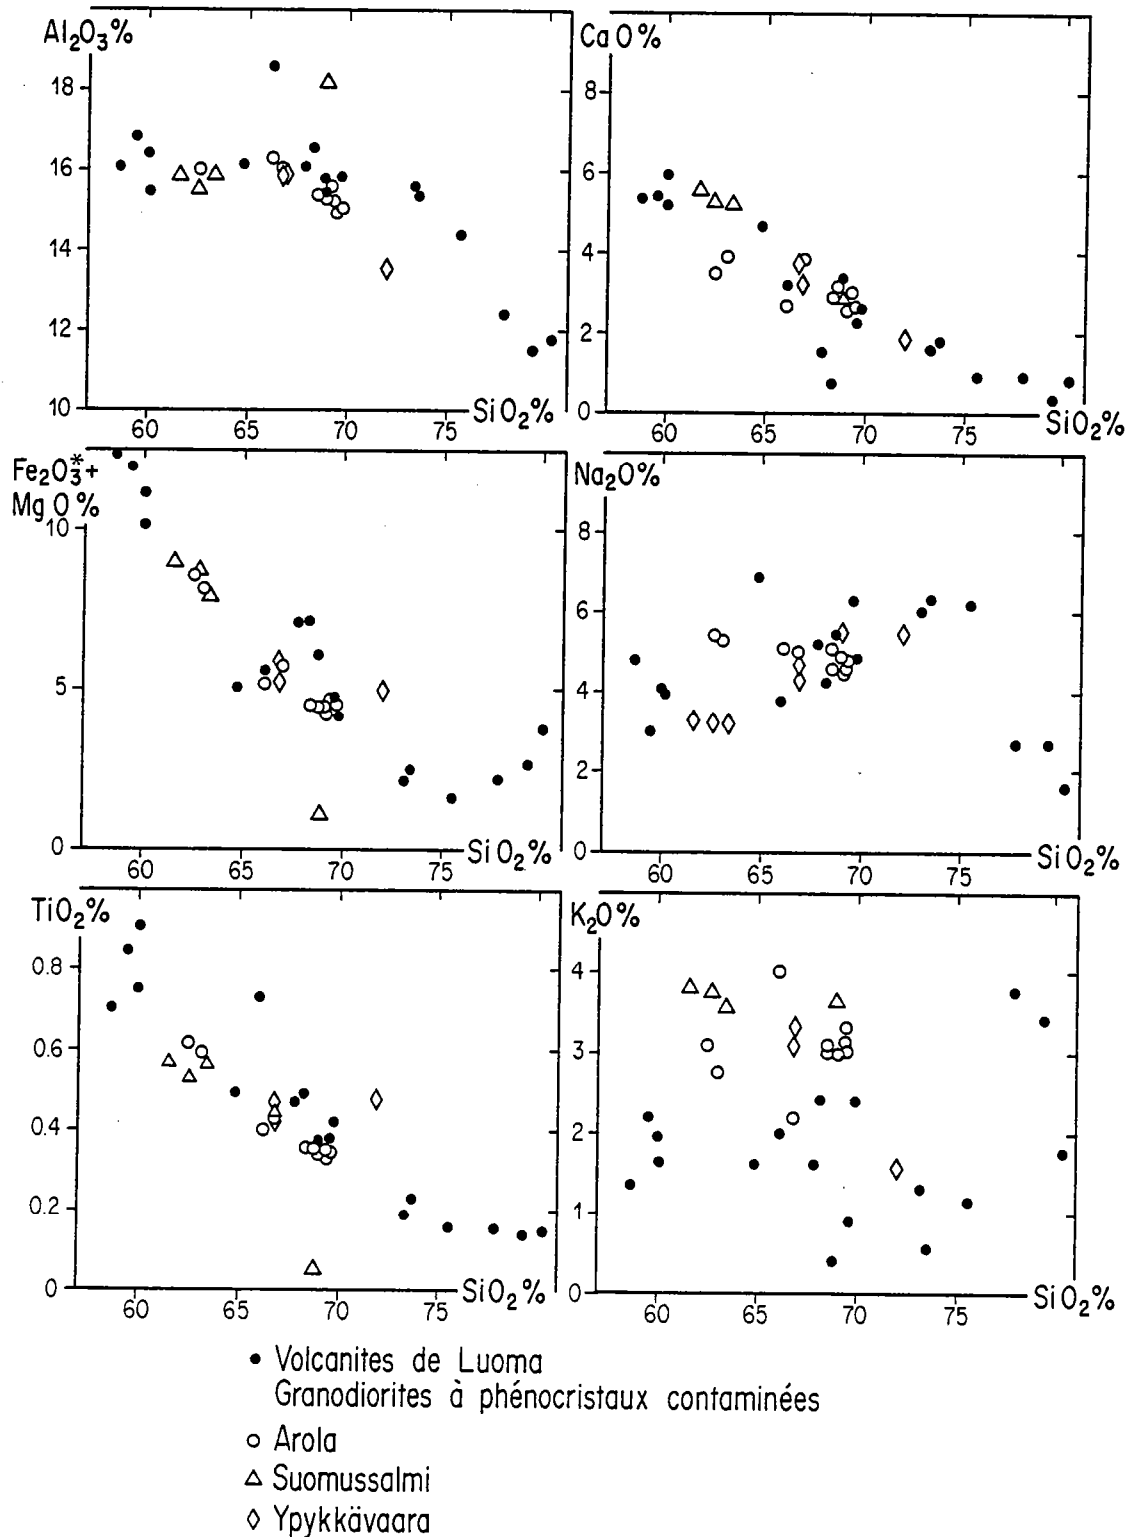 Al₂O₃%
18
16
14
12
10
60 65 70 75 SiO₂%
CaO%
8
6
4
2
0
60 65 70 75 SiO₂%
Fe₂O₃*+
MgO%
10
5
0
60 65 70 75 SiO₂%
Na₂O%
8
6
4
2
0
60 65 70 75 SiO₂%
TiO₂%
0.8
0.6
0.4
0.2
0
60 65 70 75 SiO₂%
K₂O%
4
3
2
1
0
60 65 70 75 SiO₂%
Volcanites de Luoma
Granodiorites à phénocristaux contaminées
Arola
Suomussalmi
Ypykkävaara